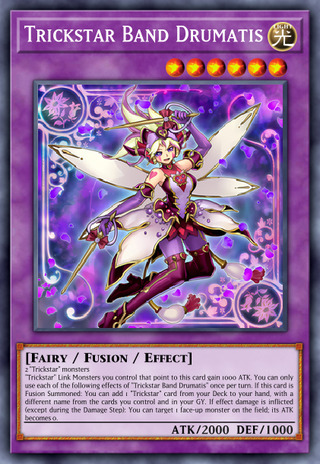 Trickstar Band Drumatis
LIGHT
光
[Fairy / Fusion / Effect]
2 "Trickstar" monsters
"Trickstar" Link Monsters you control that point to this card gain 1000 ATK. You can only
use each of the following effects of "Trickstar Band Drumatis" once per turn. If this card is
Fusion Summoned: You can add 1 "Trickstar" card from your Deck to your hand, with a
different name from the cards you control and in your GY. If effect damage is inflicted
(except during the Damage Step): You can target 1 face-up monster on the field; its ATK
becomes 0.
ATK/2000 DEF/1000